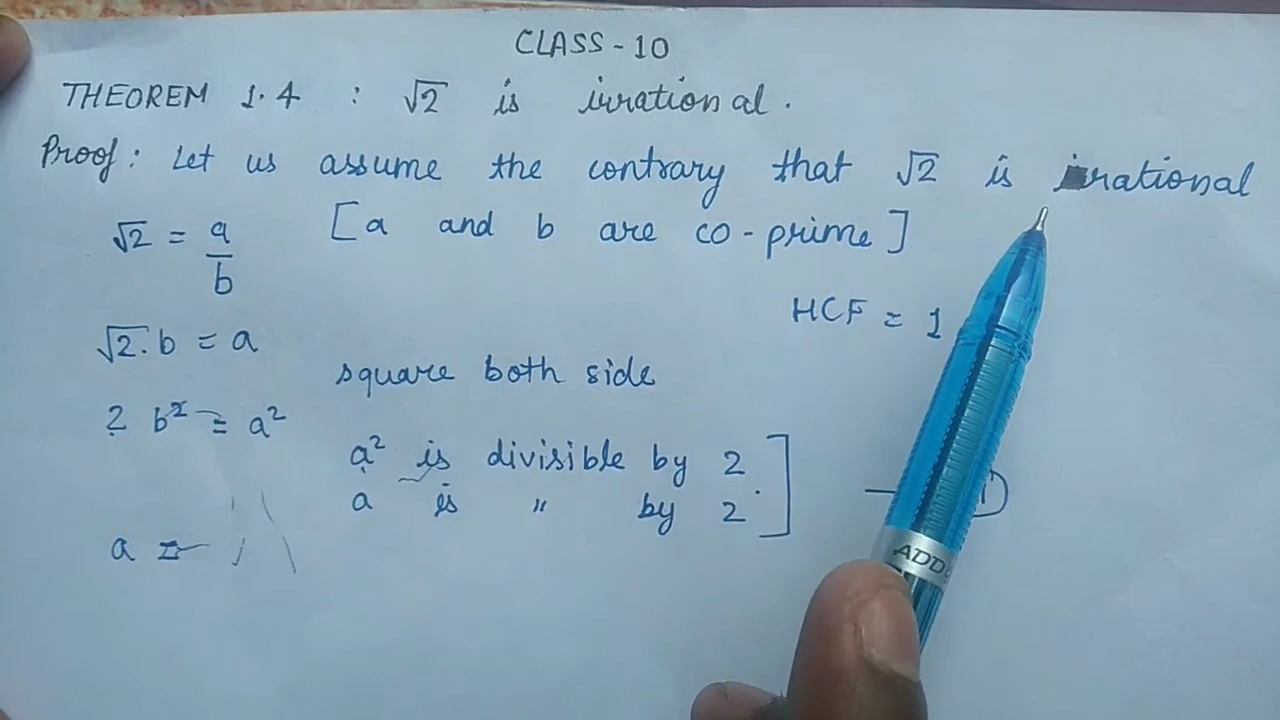 CLASS - 10
THEOREM 1.4 : √2 is irrational.
Proof: Let us assume the contrary that √2 is rational
√2 = a/b [a and b are co-prime]
HCF = 1
√2.b = a
square both side
2 b² = a²
a² is divisible by 2
a is " by 2.
a =
ADD